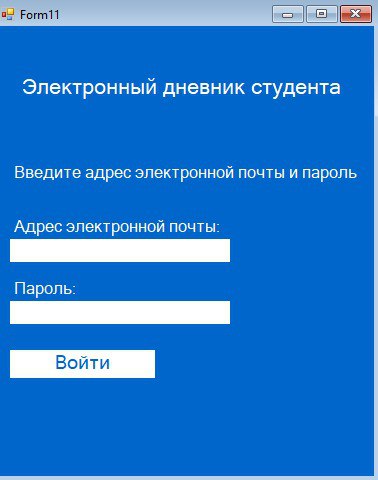 Form11
Электронный дневник студента
Введите адрес электронной почты и пароль
Адрес электронной почты:
Пароль:
Войти